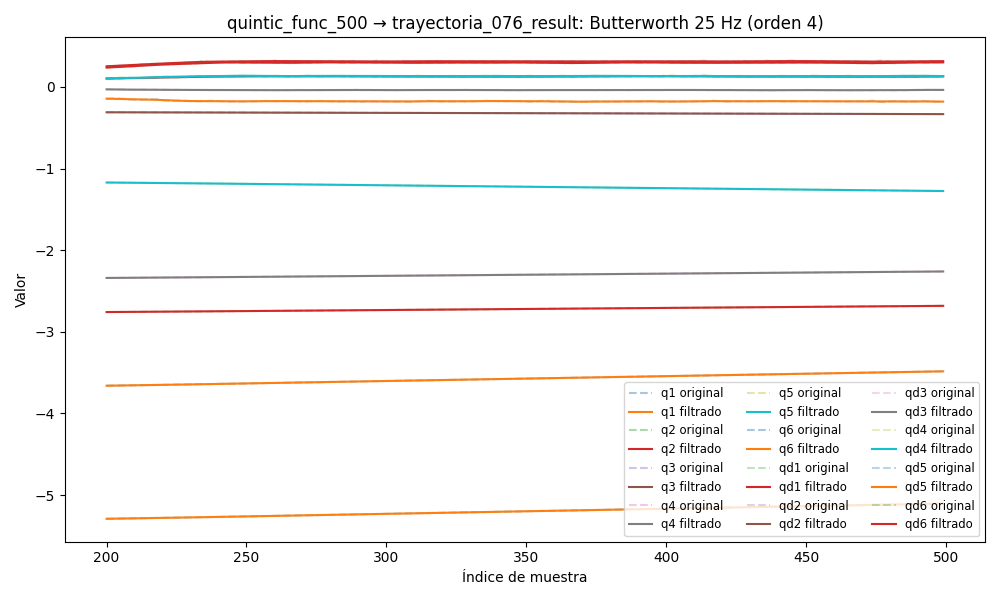 quintic_func_500 → trayectoria_076_result: Butterworth 25 Hz (orden 4)
Valor
0
−1
−2
−3
−4
−5
200
250
300
350
400
450
500
Índice de muestra
q1 original
q1 filtrado
q2 original
q2 filtrado
q3 original
q3 filtrado
q4 original
q4 filtrado
q5 original
q5 filtrado
q6 original
q6 filtrado
qd1 original
qd1 filtrado
qd2 original
qd2 filtrado
qd3 original
qd3 filtrado
qd4 original
qd4 filtrado
qd5 original
qd5 filtrado
qd6 original
qd6 filtrado